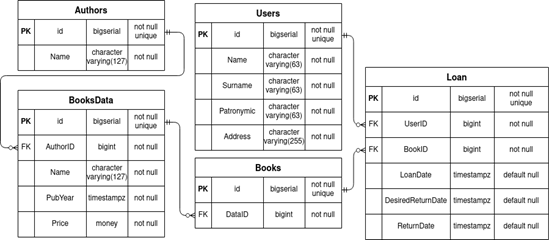 Authors
PK id bigserial not null
unique
Name character
varying(127) not null
BooksData
PK id bigserial not null
unique
FK AuthorID bigint not null
Name character
varying(127) not null
PubYear timestampz not null
Price money not null
Users
PK id bigserial not null
unique
Name character
varying(63) not null
Surname character
varying(63) not null
Patronymic character
varying(63) not null
Address character
varying(255) not null
Books
PK id bigserial not null
unique
FK DataID bigint not null
Loan
PK id bigserial not null
unique
FK UserID bigint not null
FK BookID bigint not null
LoanDate timestampz default null
DesiredReturnDate timestampz default null
ReturnDate timestampz default null